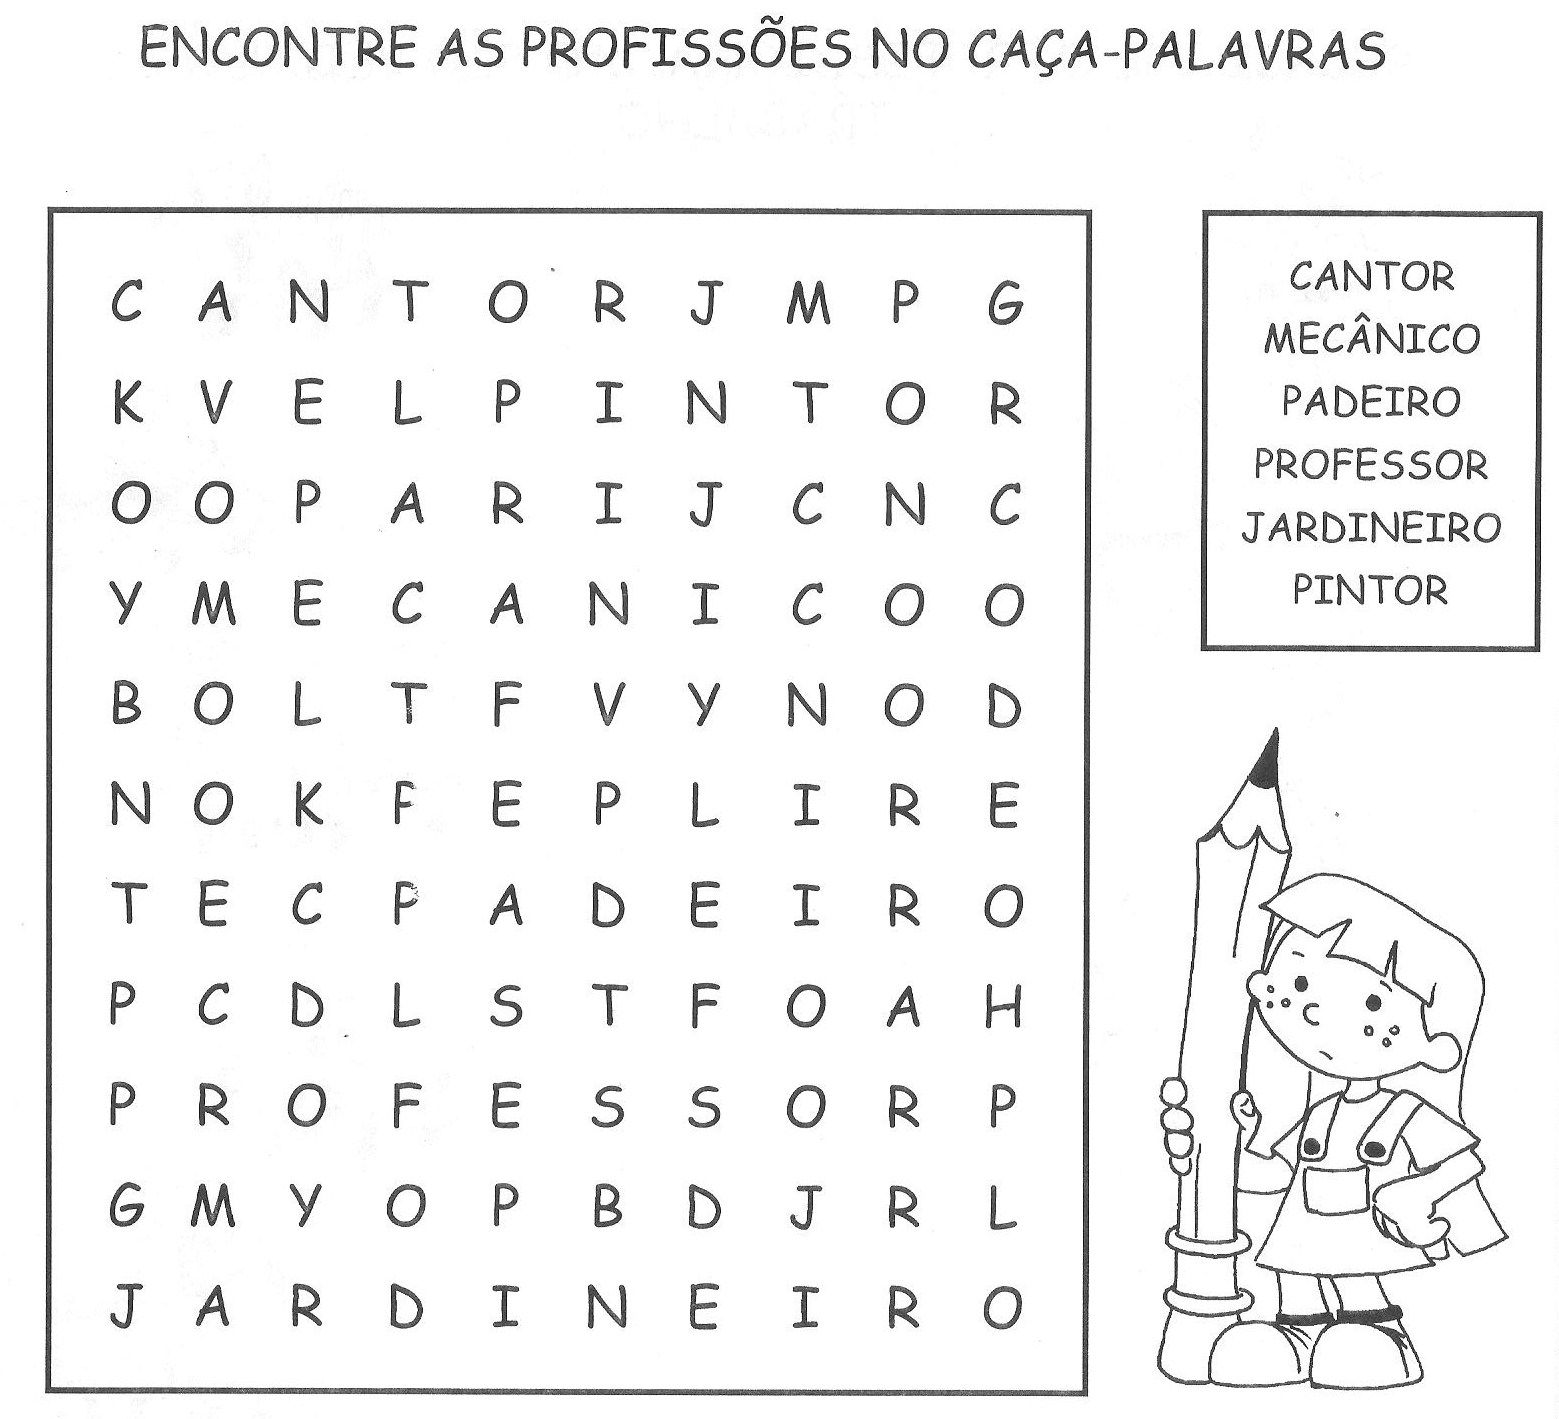 ENCONTRE AS PROFISSÕES NO CAÇA-PALAVRAS
C A N T O R J M P G
K V E L P I N T O R
O O P A R I J C N C
Y M E C A N I C O O
B O L T F V Y N O D
N O K F E P L I R E
T E C P A D E I R O
P C D L S T F O A H
P R O F E S S O R P
G M Y O P B D J R L
J A R D I N E I R O
CANTOR
MECÂNICO
PADEIRO
PROFESSOR
JARDINEIRO
PINTOR